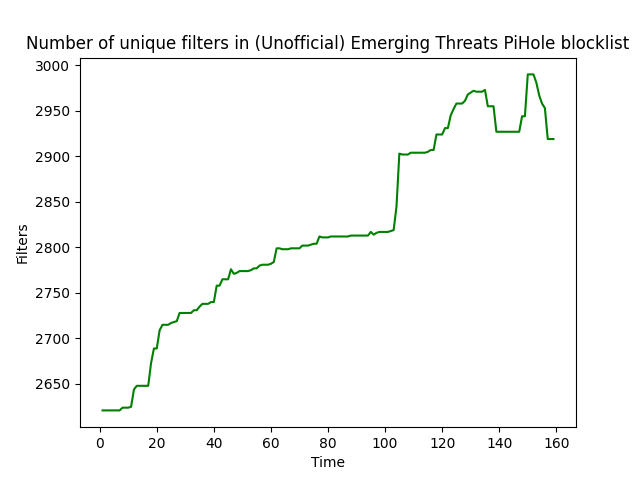 Number of unique filters in (Unofficial) Emerging Threats PiHole blocklist
3000
2950
2900
2850
2800
2750
2700
2650
Filters
0 20 40 60 80 100 120 140 160
Time